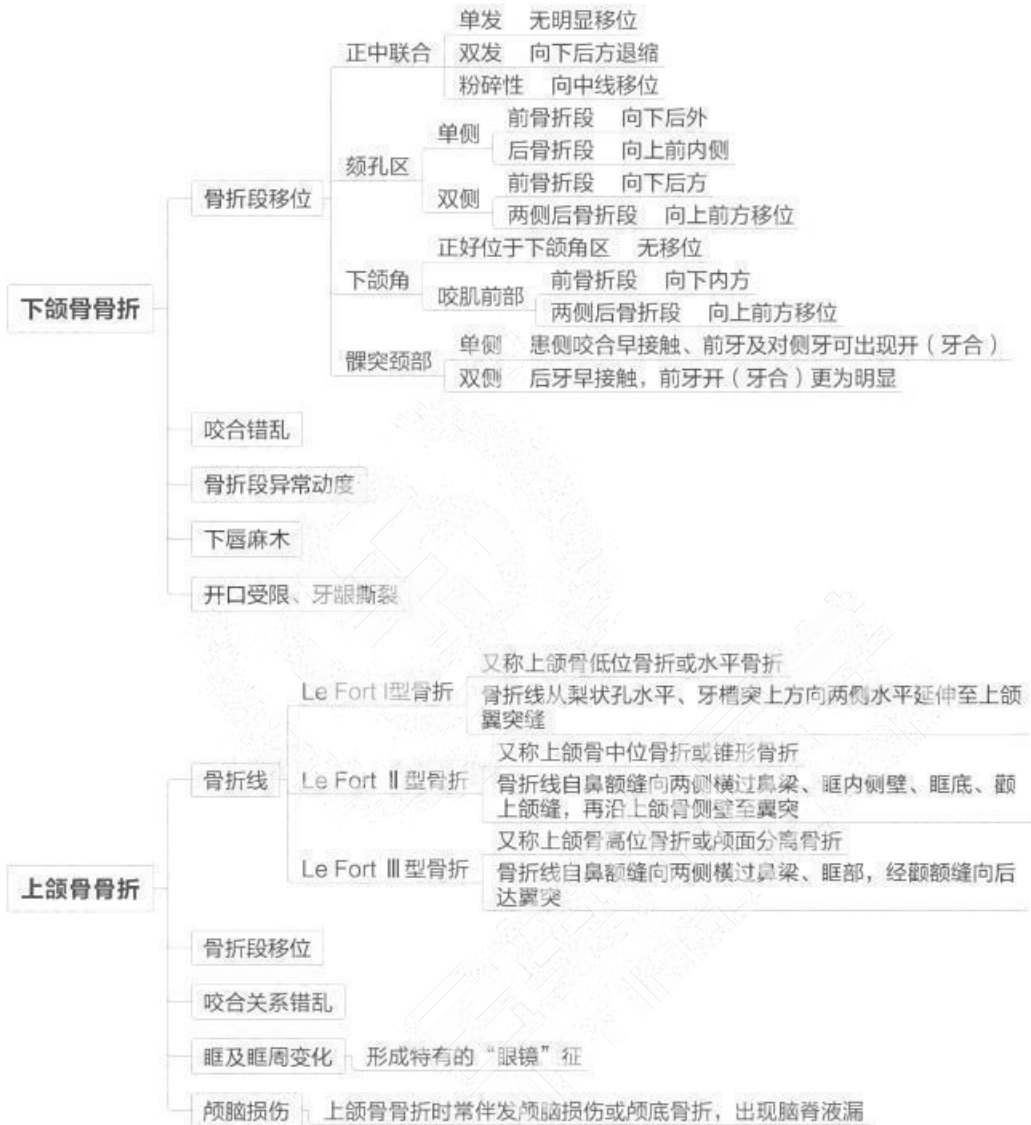 单发 无明显移位
正中联合
双发 向下后方退缩
粉碎性 向中线移位
前骨折段 向下后外
单侧
后骨折段 向上前内侧
颏孔区
前骨折段 向下后方
双侧
两侧后骨折段 向上前方移位
骨折段移位
正好位于下颌角区 无移位
下颌角
前骨折段 向下内方
咬肌前部
两侧后骨折段 向上前方移位
下颌骨骨折
单侧 患侧咬合早接触、前牙及对侧牙可出现开（牙合）
髁突颈部
双侧 后牙早接触，前牙开（牙合）更为明显
咬合错乱
骨折段异常动度
下唇麻木
开口受限、牙龈撕裂
又称上颌骨低位骨折或水平骨折
Le Fort Ⅰ型骨折
骨折线从梨状孔水平、牙槽突上方向两侧水平延伸至上颌
翼突缝
又称上颌骨中位骨折或锥形骨折
骨折线
Le Fort Ⅱ型骨折
骨折线自鼻额缝向两侧横过鼻梁、眶内侧壁、眶底、颧
上颌缝，再沿上颌骨侧壁至翼突
又称上颌骨高位骨折或颅面分离骨折
Le Fort Ⅲ型骨折
骨折线自鼻额缝向两侧横过鼻梁、眶部，经颧额缝向后
达翼突
上颌骨骨折
骨折段移位
咬合关系错乱
眶及眶周变化 形成特有的“眼镜”征
颅脑损伤 上颌骨骨折时常伴发颅脑损伤或颅底骨折，出现脑脊液漏